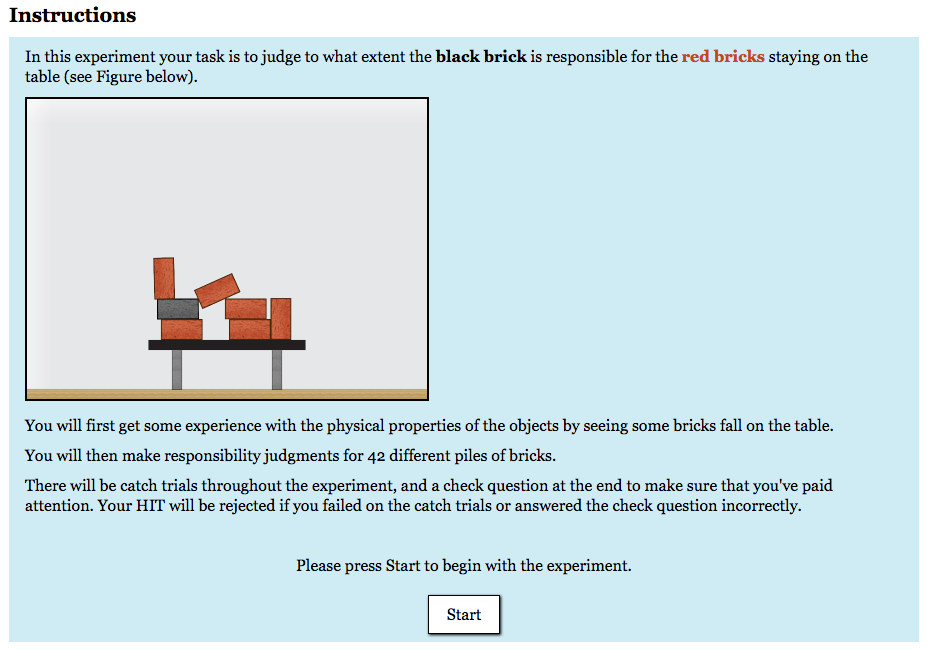 Instructions
In this experiment your task is to judge to what extent the black brick is responsible for the red bricks staying on the
table (see Figure below).
You will first get some experience with the physical properties of the objects by seeing some bricks fall on the table.
You will then make responsibility judgments for 42 different piles of bricks.
There will be catch trials throughout the experiment, and a check question at the end to make sure that you've paid
attention. Your HIT will be rejected if you failed on the catch trials or answered the check question incorrectly.
Please press Start to begin with the experiment.
Start